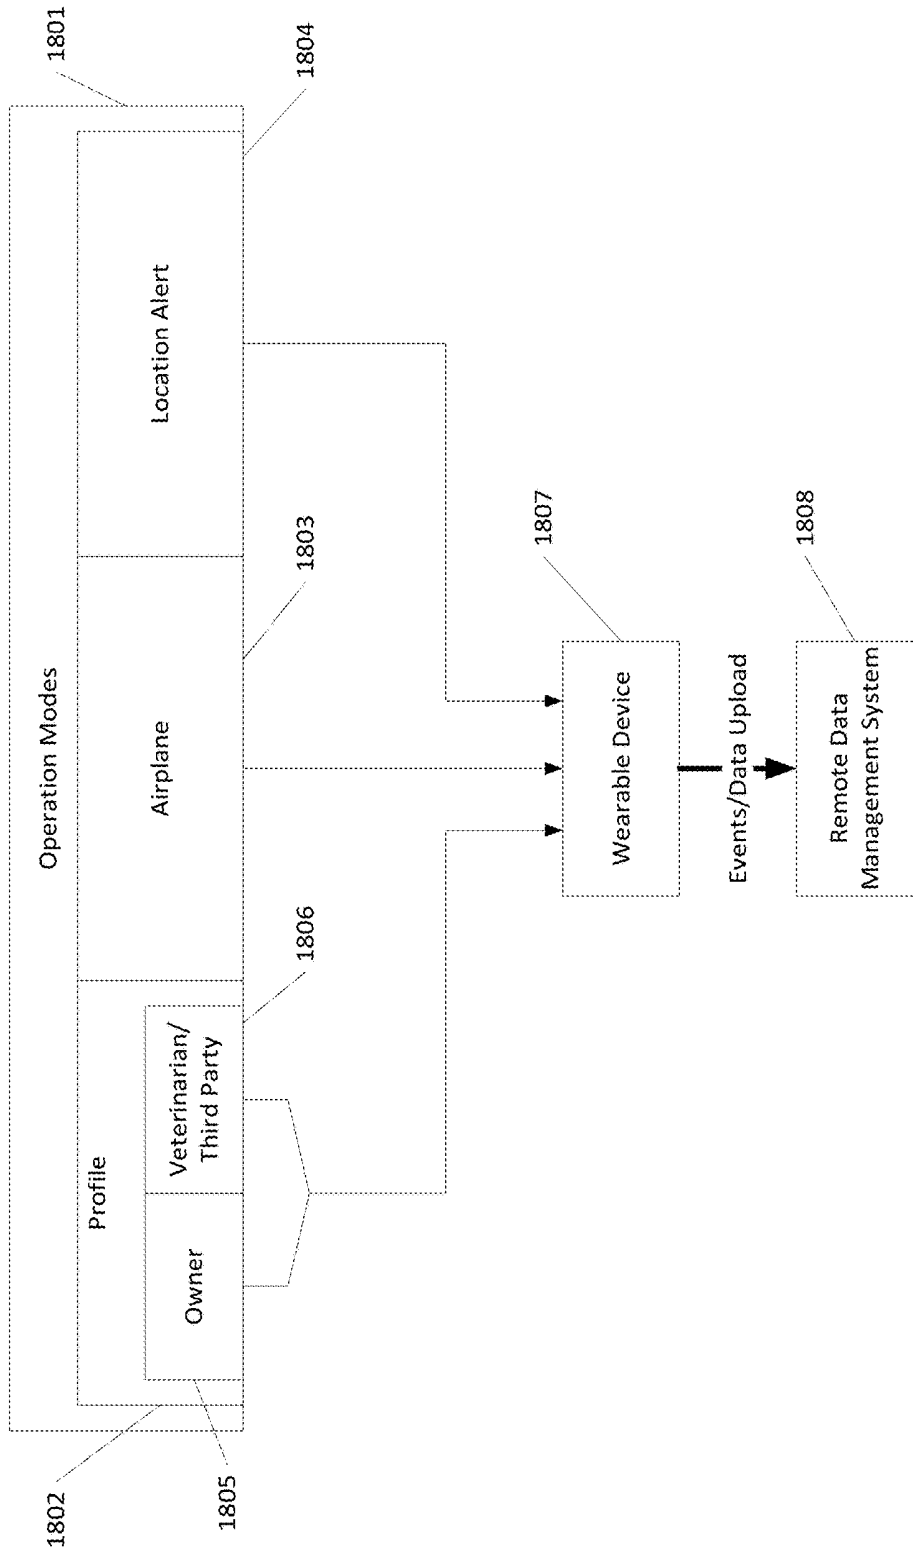 1801
Operation Modes
1802
Profile
Airplane
Location Alert
1804
1803
Owner
1805
Veterinarian/
Third Party
1806
Wearable Device
1807
Events/Data Upload
Remote Data
Management System
1808